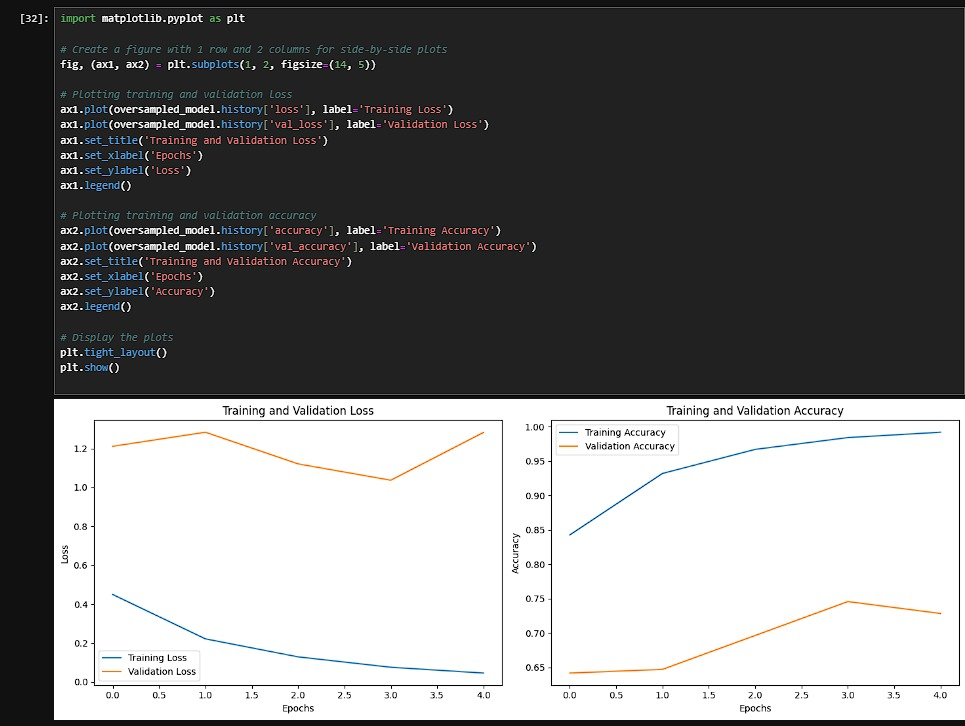 [32]: import matplotlib.pyplot as plt
# Create a figure with 1 row and 2 columns for side-by-side plots
fig, (ax1, ax2) = plt.subplots(1, 2, figsize=(14, 5))
# Plotting training and validation loss
ax1.plot(oversampled_model.history['loss'], label='Training Loss')
ax1.plot(oversampled_model.history['val_loss'], label='Validation Loss')
ax1.set_title('Training and Validation Loss')
ax1.set_xlabel('Epochs')
ax1.set_ylabel('Loss')
ax1.legend()
# Plotting training and validation accuracy
ax2.plot(oversampled_model.history['accuracy'], label='Training Accuracy')
ax2.plot(oversampled_model.history['val_accuracy'], label='Validation Accuracy')
ax2.set_title('Training and Validation Accuracy')
ax2.set_xlabel('Epochs')
ax2.set_ylabel('Accuracy')
ax2.legend()
# Display the plots
plt.tight_layout()
plt.show()
Training and Validation Loss
1.2
1.0
0.8
0.6
0.4
0.2
0.0
Loss
Training Loss
Validation Loss
0.0 0.5 1.0 1.5 2.0 2.5 3.0 3.5 4.0
Epochs
Training and Validation Accuracy
1.00
0.95
0.90
0.85
0.80
0.75
0.70
0.65
Accuracy
Training Accuracy
Validation Accuracy
0.0 0.5 1.0 1.5 2.0 2.5 3.0 3.5 4.0
Epochs